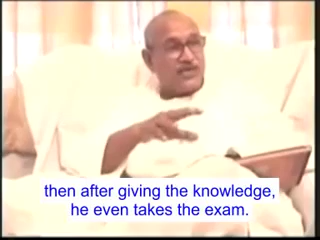 then after giving the knowledge,
he even takes the exam.